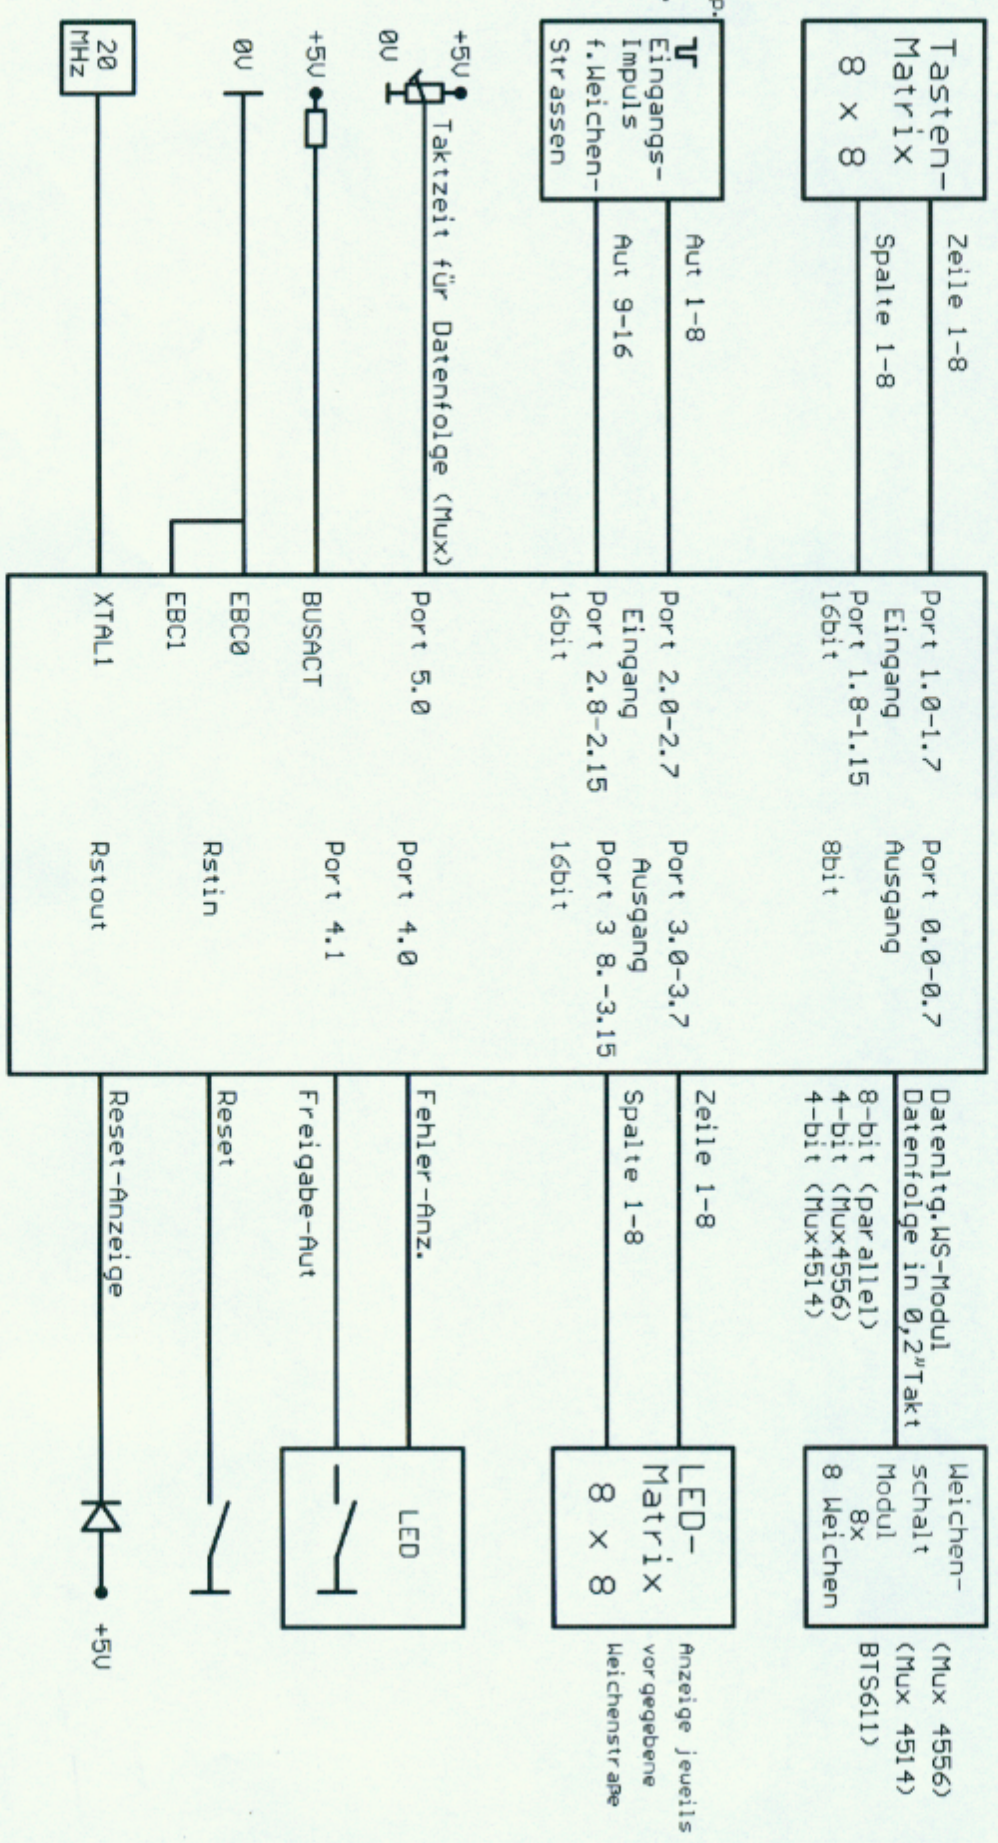 Tasten-
Matrix
8 x 8
Zeile 1-8
Spalte 1-8
Port 1.0-1.7
Eingang
Port 1.8-1.15
16bit
Port 0.0-0.7
Ausgang
8bit
Datenltg.WS-Modul
Datenfolge in 0,2"Takt
8-bit (parallel)
4-bit (Mux4556)
4-bit (Mux4514)
Weichen-
schalt
Modul
8x
8 Weichen
(Mux 4556)
(Mux 4514)
BTS611)
p.
Eingangs-
Impuls
f.Weichen-
Strassen
Aut 1-8
Aut 9-16
Port 2.0-2.7
Eingang
Port 2.8-2.15
16bit
Port 3.0-3.7
Ausgang
Port 3 8.-3.15
16bit
Zeile 1-8
Spalte 1-8
LED-
Matrix
8 x 8
Anzeige jeweils
vorgegebene
Weichenstraße
+5V
0V
Taktzeit für Datenfolge (Mux)
Port 5.0
Port 4.0
Fehler-Anz.
LED
+5V
BUSACT
Port 4.1
Freigabe-Aut
0V
EBC0
EBC1
Rstin
Reset
20
MHz
XTAL1
Rstout
Reset-Anzeige
+5V